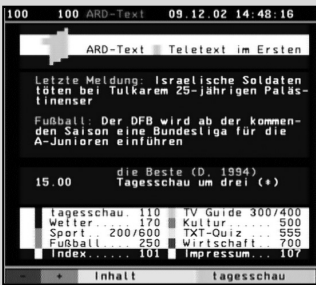 100 100 ARD-Text 09.12.02 14:48:16
ARD-Text Teletext im Ersten
Letzte Meldung: Israelische Soldaten
töten bei Tulkarem 25-jährigen Paläs-
tinenser
Fußball: Der DFB wird ab der kommen-
den Saison eine Bundesliga für die
A-Junioren einführen
die Beste (D, 1994)
15.00 Tagesschau um drei (*)
tagesschau. 110 TV Guide 300/400
Wetter..... 170 Kultur...... 500
Sport.. 200/600 TXT-Quiz ... 555
Fußball.... 250 Wirtschaft.. 700
Index...... 101 Impressum... 107
- + Inhalt tagesschau